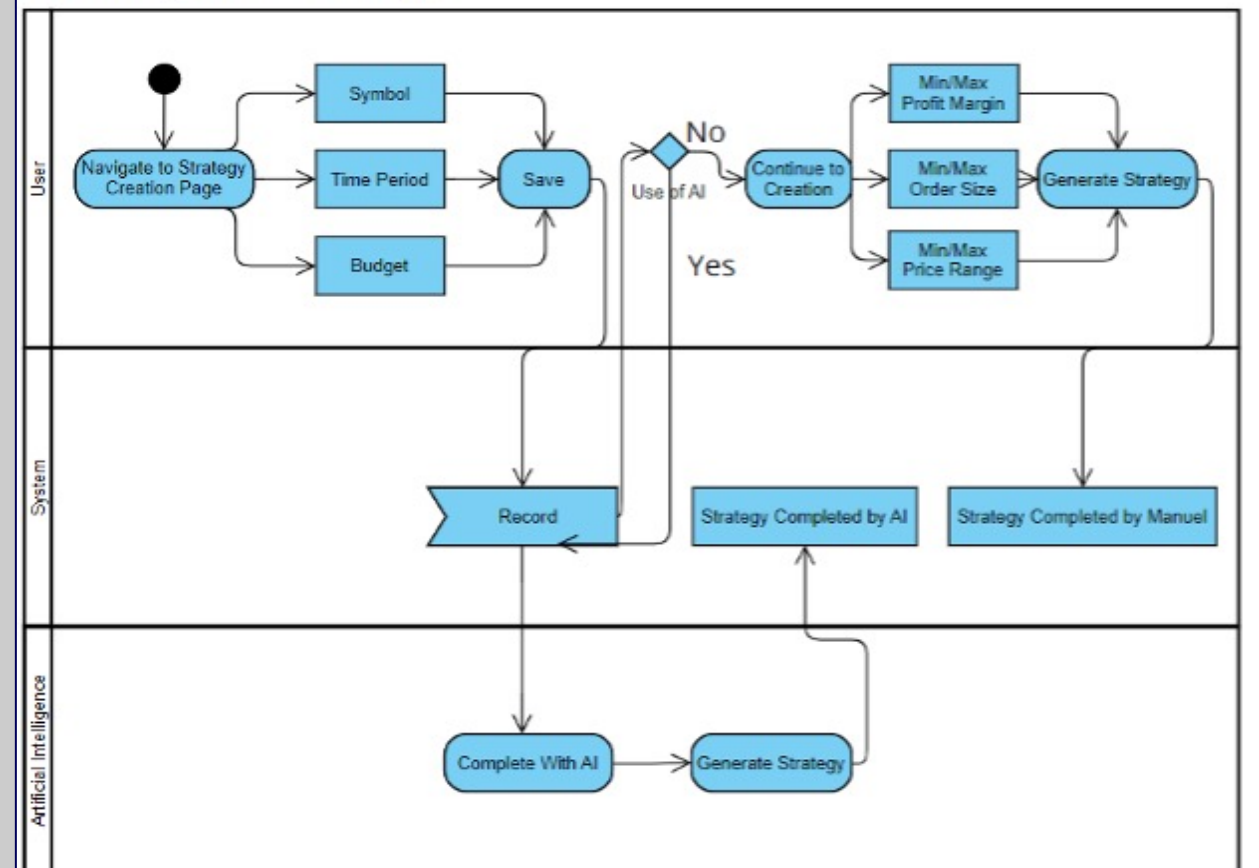 User
Navigate to Strategy
Creation Page
Symbol
Time Period
Budget
Save
Use of AI
No
Yes
Continue to
Creation
Min/Max
Profit Margin
Min/Max
Order Size
Min/Max
Price Range
Generate Strategy
System
Record
Strategy Completed by AI
Strategy Completed by Manuel
Artificial Intelligence
Complete With AI
Generate Strategy